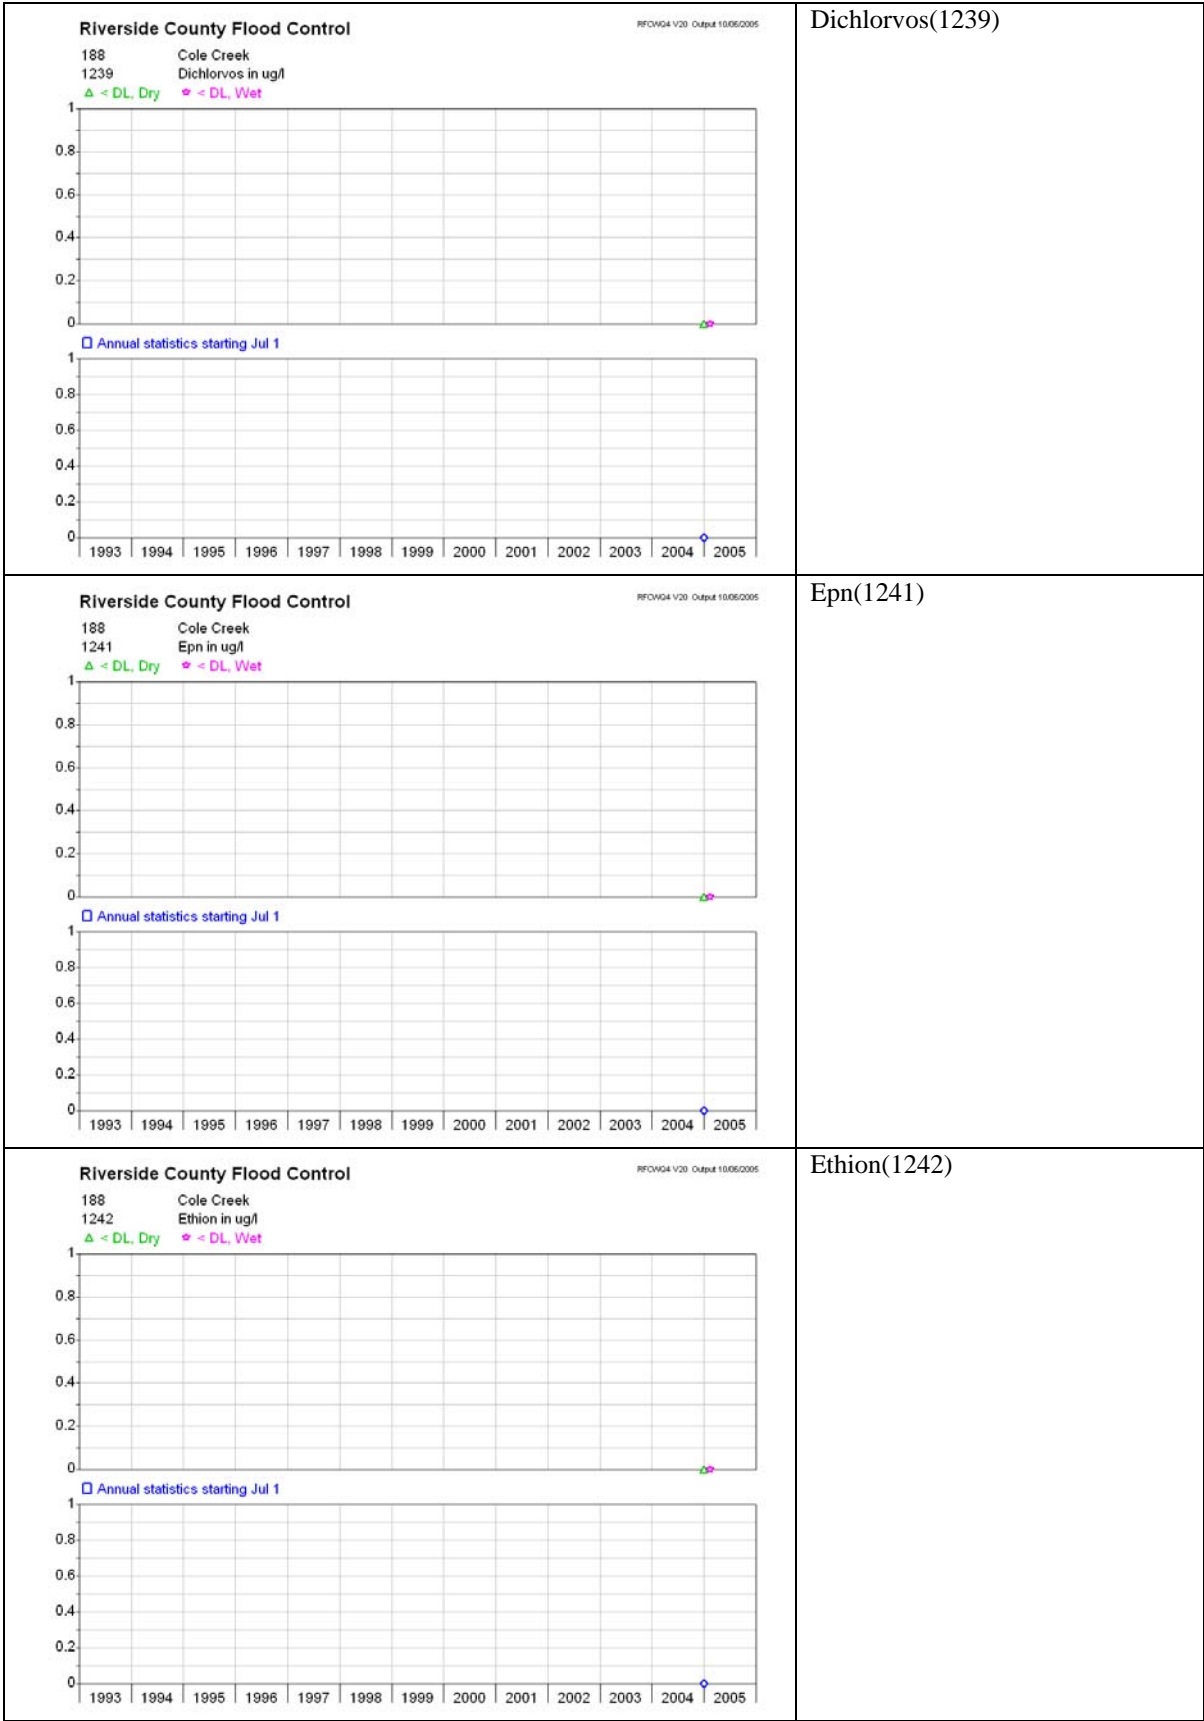 Riverside County Flood Control RFCWQ4 V20 Output 10/06/2005
188 Cole Creek
1239 Dichlorvos in ug/l
< DL, Dry < DL, Wet
1
0.8
0.6
0.4
0.2
0
Annual statistics starting Jul 1
1
0.8
0.6
0.4
0.2
0
1993 1994 1995 1996 1997 1998 1999 2000 2001 2002 2003 2004 2005
Dichlorvos(1239)
Riverside County Flood Control RFCWQ4 V20 Output 10/06/2005
188 Cole Creek
1241 Epn in ug/l
< DL, Dry < DL, Wet
1
0.8
0.6
0.4
0.2
0
Annual statistics starting Jul 1
1
0.8
0.6
0.4
0.2
0
1993 1994 1995 1996 1997 1998 1999 2000 2001 2002 2003 2004 2005
Epn(1241)
Riverside County Flood Control RFCWQ4 V20 Output 10/06/2005
188 Cole Creek
1242 Ethion in ug/l
< DL, Dry < DL, Wet
1
0.8
0.6
0.4
0.2
0
Annual statistics starting Jul 1
1
0.8
0.6
0.4
0.2
0
1993 1994 1995 1996 1997 1998 1999 2000 2001 2002 2003 2004 2005
Ethion(1242)